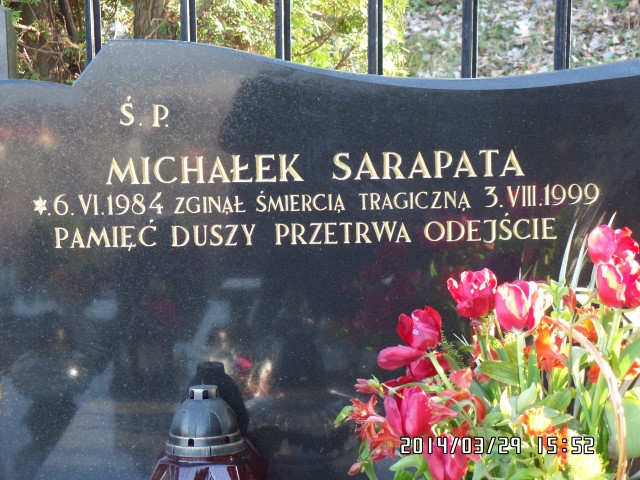 Ś. P.
MICHAŁEK SARAPATA
*.6.VI.1984 ZGINĄŁ ŚMIERCIĄ TRAGICZNĄ 3.VIII.1999
PAMIĘĆ DUSZY PRZETRWA ODEJŚCIE
2014/03/29 15:52